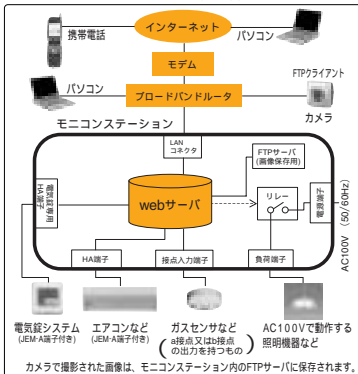 インターネット
携帯電話
パソコン
モデム
FTPクライアント
パソコン
ブロードバンドルータ
カメラ
モニコンステーション
LAN
コネクタ
FTPサーバ
(画像保存用)
電気錠専用
HA端子
webサーバ
リレー
電源端子
AC100V (50/60Hz)
HA端子
接点入力端子
負荷端子
電気錠システム
(JEM-A端子付き)
エアコンなど
(JEM-A端子付き)
ガスセンサなど
(a接点又はb接点
の出力を持つもの)
AC100Vで動作する
照明機器など
カメラで撮影された画像は、モニコンステーション内のFTPサーバに保存されます。